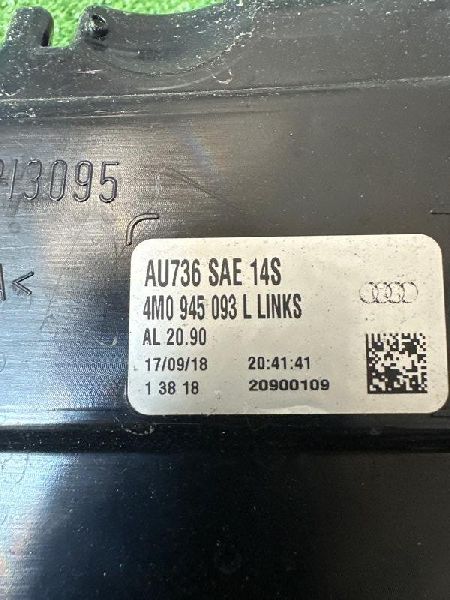 13095
AU736 SAE 14S
4M0 945 093 L LINKS
AL 20.90
17/09/18 20:41:41
1 38 18 20900109